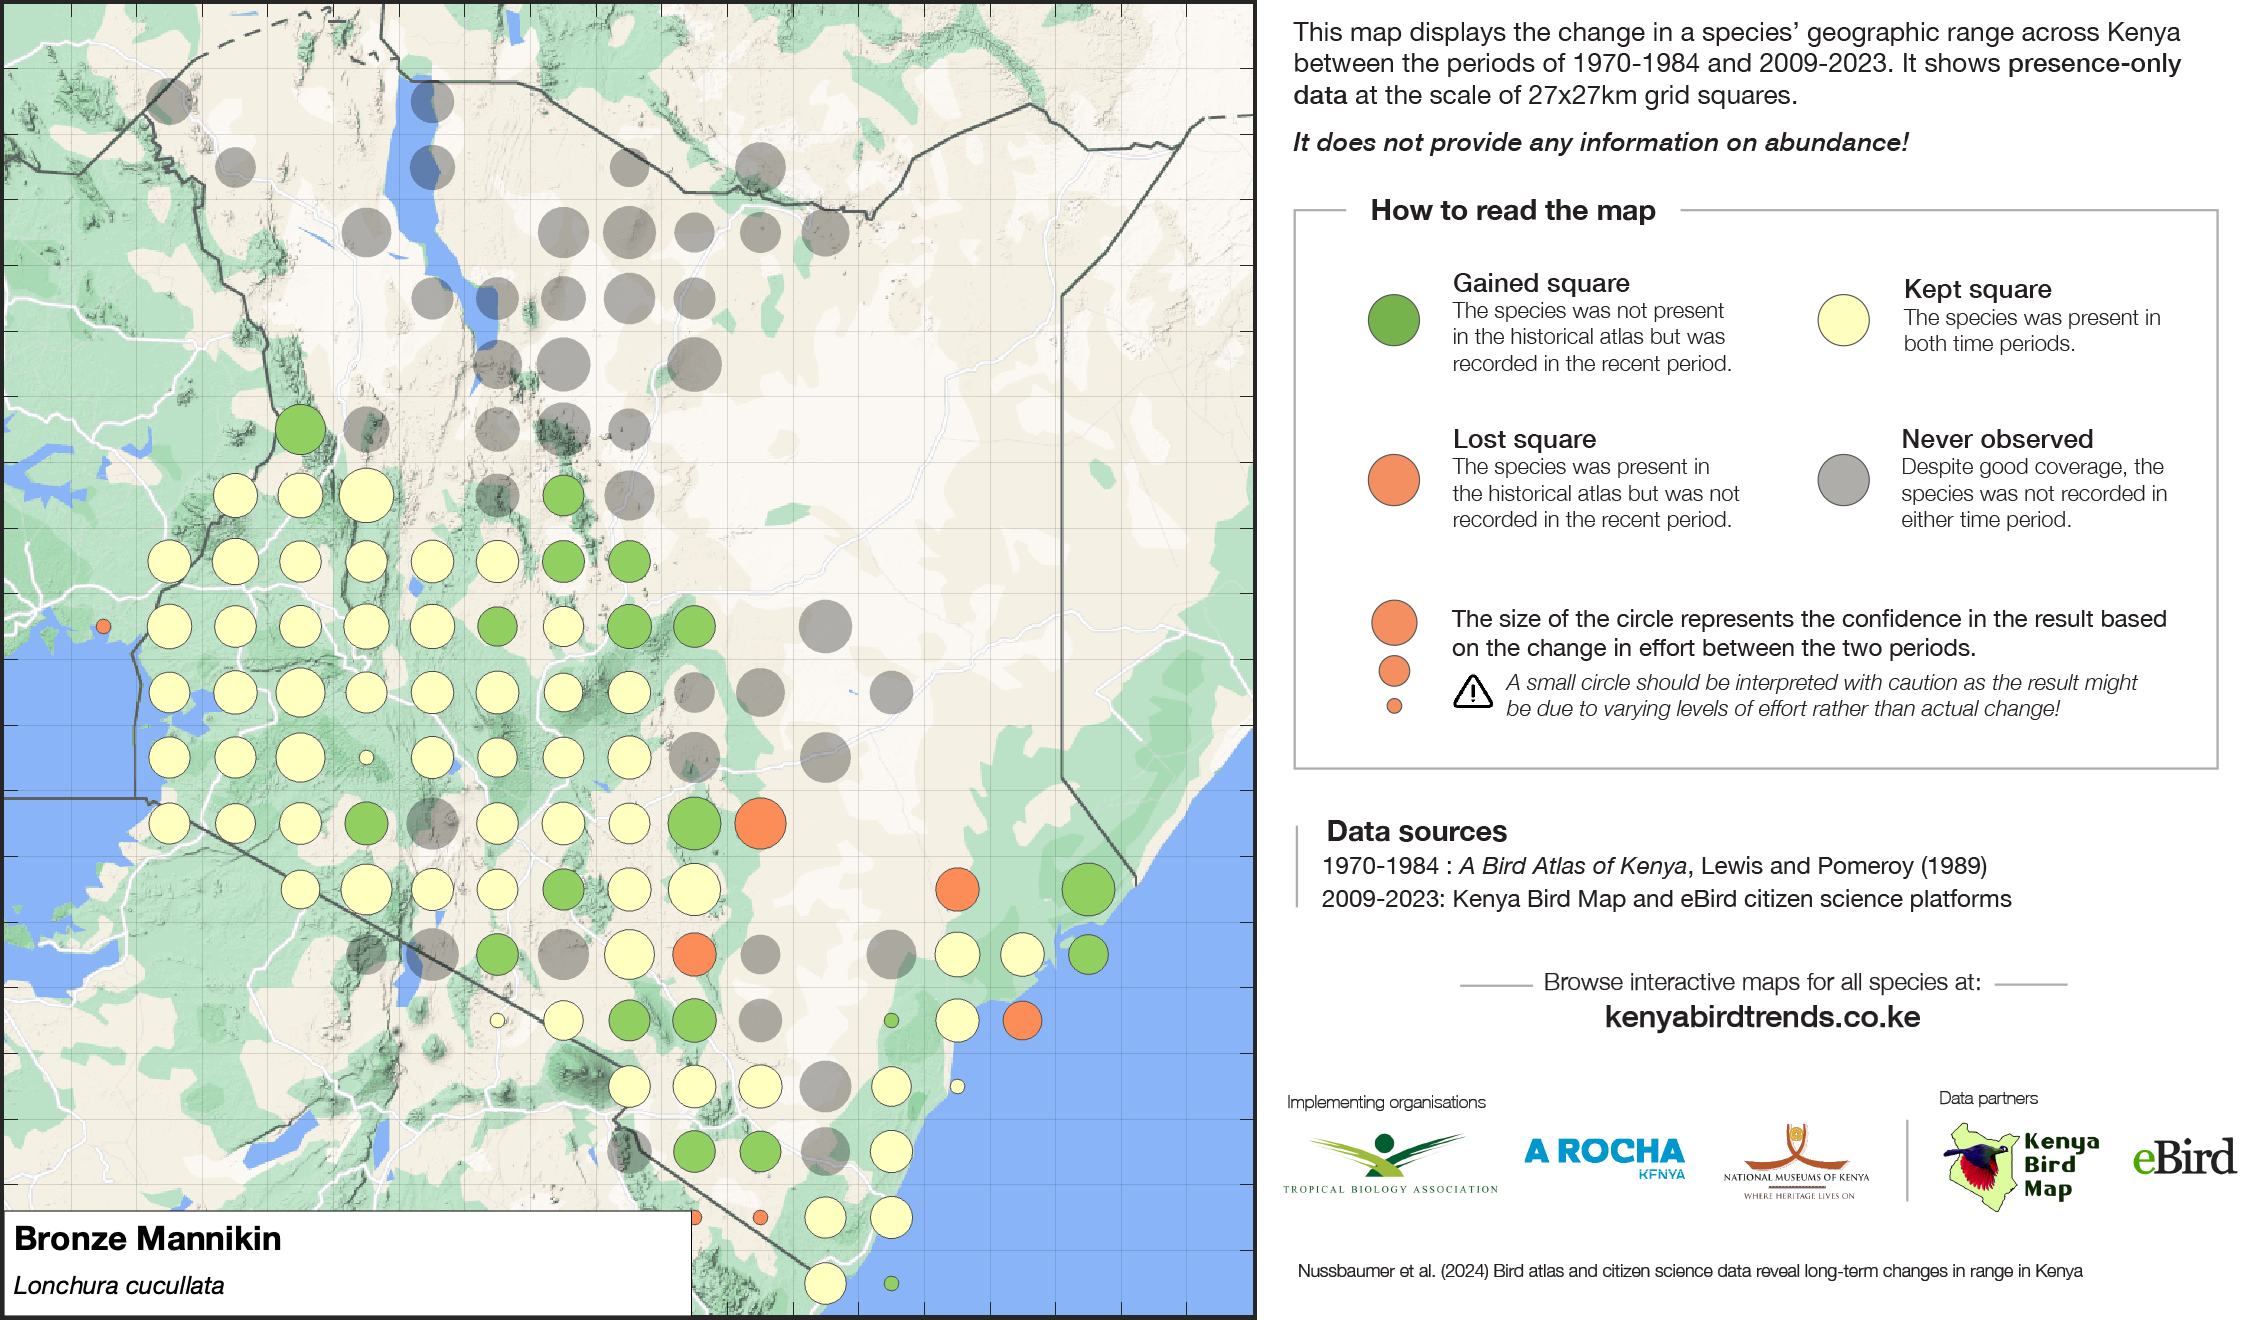 This map displays the change in a species’ geographic range across Kenya
between the periods of 1970-1984 and 2009-2023. It shows presence-only
data at the scale of 27x27km grid squares.
It does not provide any information on abundance!
How to read the map
Gained square
The species was not present
in the historical atlas but was
recorded in the recent period.
Kept square
The species was present in
both time periods.
Lost square
The species was present in
the historical atlas but was not
recorded in the recent period.
Never observed
Despite good coverage, the
species was not recorded in
either time period.
The size of the circle represents the confidence in the result based
on the change in effort between the two periods.
A small circle should be interpreted with caution as the result might
be due to varying levels of effort rather than actual change!
Data sources
1970-1984 : A Bird Atlas of Kenya, Lewis and Pomeroy (1989)
2009-2023: Kenya Bird Map and eBird citizen science platforms
Browse interactive maps for all species at:
kenyabirdtrends.co.ke
Implementing organisations
Data partners
TROPICAL BIOLOGY ASSOCIATION
A ROCHA
KENYA
NATIONAL MUSEUMS OF KENYA
WHERE HERITAGE LIVES ON
Kenya
Bird
Map
eBird
Nussbaumer et al. (2024) Bird atlas and citizen science data reveal long-term changes in range in Kenya
Bronze Mannikin
Lonchura cucullata